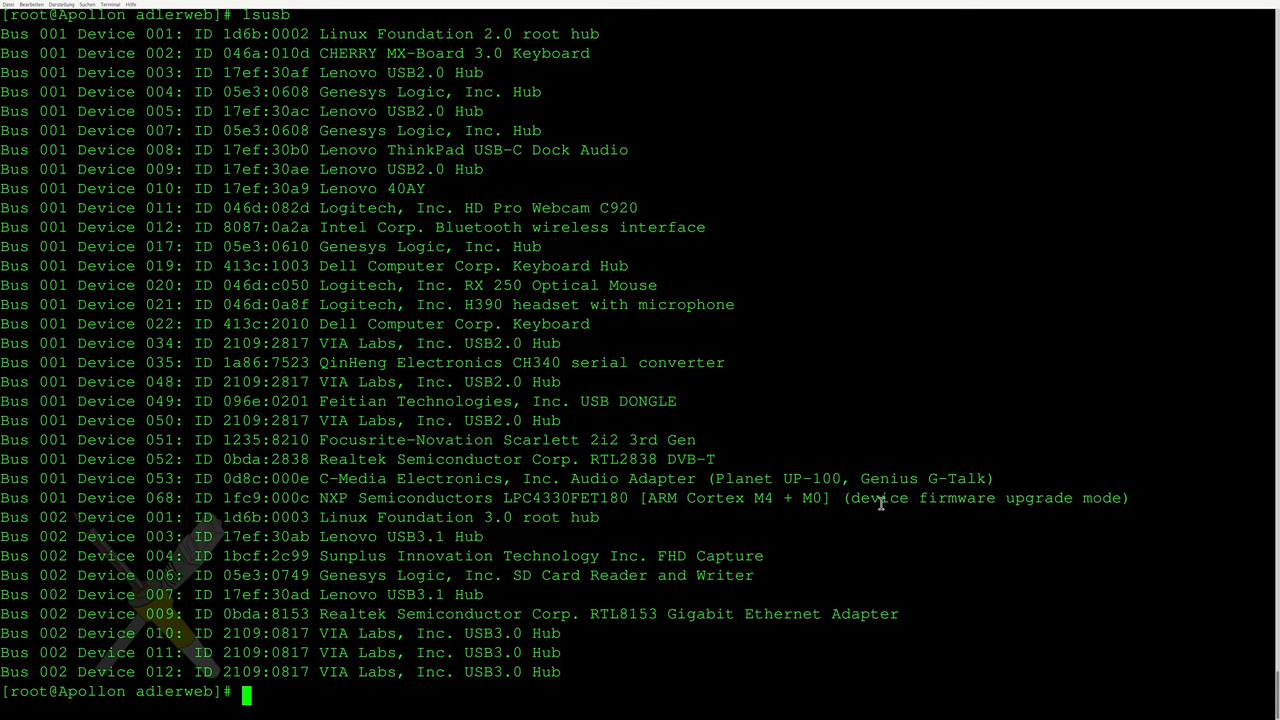 Datei Bearbeiten Darstellung Suchen Terminal Hilfe
[root@Apollon adlerweb]# lsusb
Bus 001 Device 001: ID 1d6b:0002 Linux Foundation 2.0 root hub
Bus 001 Device 002: ID 046a:010d CHERRY MX-Board 3.0 Keyboard
Bus 001 Device 003: ID 17ef:30af Lenovo USB2.0 Hub
Bus 001 Device 004: ID 05e3:0608 Genesys Logic, Inc. Hub
Bus 001 Device 005: ID 17ef:30ac Lenovo USB2.0 Hub
Bus 001 Device 007: ID 05e3:0608 Genesys Logic, Inc. Hub
Bus 001 Device 008: ID 17ef:30b0 Lenovo ThinkPad USB-C Dock Audio
Bus 001 Device 009: ID 17ef:30ae Lenovo USB2.0 Hub
Bus 001 Device 010: ID 17ef:30a9 Lenovo 40AY
Bus 001 Device 011: ID 046d:082d Logitech, Inc. HD Pro Webcam C920
Bus 001 Device 012: ID 8087:0a2a Intel Corp. Bluetooth wireless interface
Bus 001 Device 017: ID 05e3:0610 Genesys Logic, Inc. Hub
Bus 001 Device 019: ID 413c:1003 Dell Computer Corp. Keyboard Hub
Bus 001 Device 020: ID 046d:c050 Logitech, Inc. RX 250 Optical Mouse
Bus 001 Device 021: ID 046d:0a8f Logitech, Inc. H390 headset with microphone
Bus 001 Device 022: ID 413c:2010 Dell Computer Corp. Keyboard
Bus 001 Device 034: ID 2109:2817 VIA Labs, Inc. USB2.0 Hub
Bus 001 Device 035: ID 1a86:7523 QinHeng Electronics CH340 serial converter
Bus 001 Device 048: ID 2109:2817 VIA Labs, Inc. USB2.0 Hub
Bus 001 Device 049: ID 096e:0201 Feitian Technologies, Inc. USB DONGLE
Bus 001 Device 050: ID 2109:2817 VIA Labs, Inc. USB2.0 Hub
Bus 001 Device 051: ID 1235:8210 Focusrite-Novation Scarlett 2i2 3rd Gen
Bus 001 Device 052: ID 0bda:2838 Realtek Semiconductor Corp. RTL2838 DVB-T
Bus 001 Device 053: ID 0d8c:000e C-Media Electronics, Inc. Audio Adapter (Planet UP-100, Genius G-Talk)
Bus 001 Device 068: ID 1fc9:000c NXP Semiconductors LPC4330FET180 [ARM Cortex M4 + M0] (device firmware upgrade mode)
Bus 002 Device 001: ID 1d6b:0003 Linux Foundation 3.0 root hub
Bus 002 Device 003: ID 17ef:30ab Lenovo USB3.1 Hub
Bus 002 Device 004: ID 1bcf:2c99 Sunplus Innovation Technology Inc. FHD Capture
Bus 002 Device 006: ID 05e3:0749 Genesys Logic, Inc. SD Card Reader and Writer
Bus 002 Device 007: ID 17ef:30ad Lenovo USB3.1 Hub
Bus 002 Device 009: ID 0bda:8153 Realtek Semiconductor Corp. RTL8153 Gigabit Ethernet Adapter
Bus 002 Device 010: ID 2109:0817 VIA Labs, Inc. USB3.0 Hub
Bus 002 Device 011: ID 2109:0817 VIA Labs, Inc. USB3.0 Hub
Bus 002 Device 012: ID 2109:0817 VIA Labs, Inc. USB3.0 Hub
[root@Apollon adlerweb]#